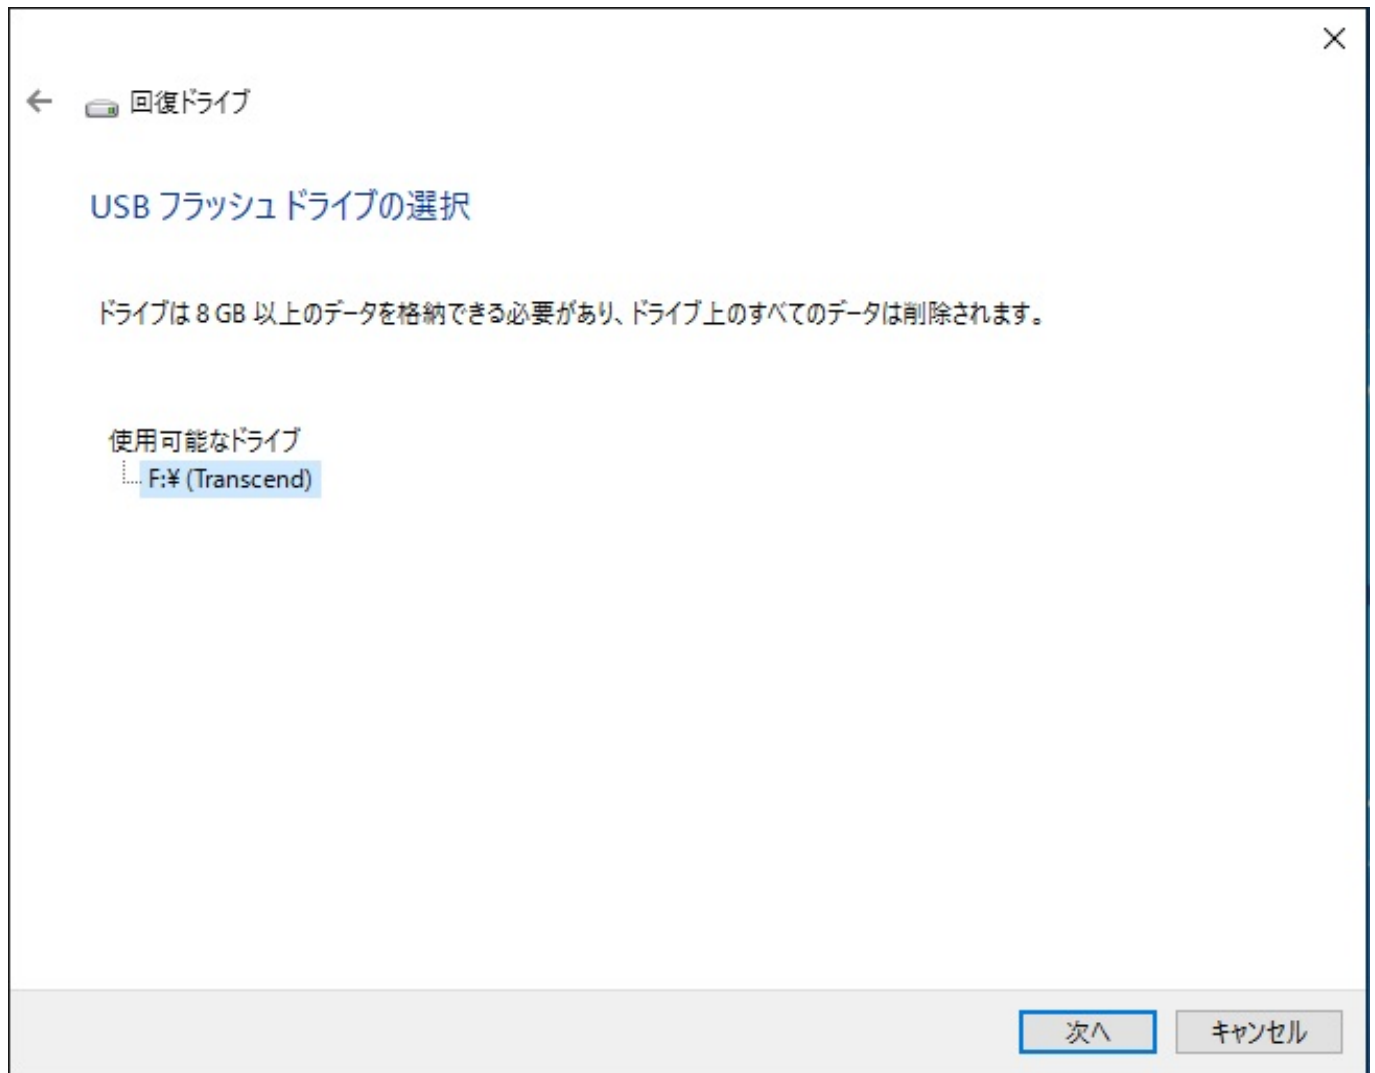 回復ドライブ
USB フラッシュ ドライブの選択
ドライブは 8 GB 以上のデータを格納できる必要があり、ドライブ上のすべてのデータは削除されます。
使用可能なドライブ
F:¥ (Transcend)
次へ
キャンセル